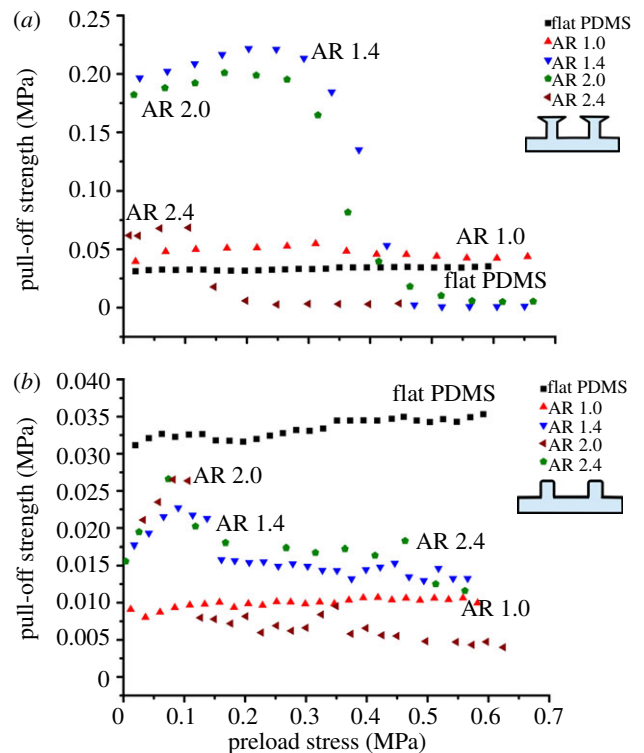 (a)
0.25
0.20
0.15
0.10
0.05
0
pull-off strength (MPa)
AR 1.4
AR 2.0
AR 2.4
AR 1.0
flat PDMS
flat PDMS
AR 1.0
AR 1.4
AR 2.0
AR 2.4
(b)
0.040
0.035
0.030
0.025
0.020
0.015
0.010
0.005
0
pull-off strength (MPa)
flat PDMS
AR 2.0
AR 1.4
AR 2.4
AR 1.0
flat PDMS
AR 1.0
AR 1.4
AR 2.0
AR 2.4
0 0.1 0.2 0.3 0.4 0.5 0.6 0.7
preload stress (MPa)